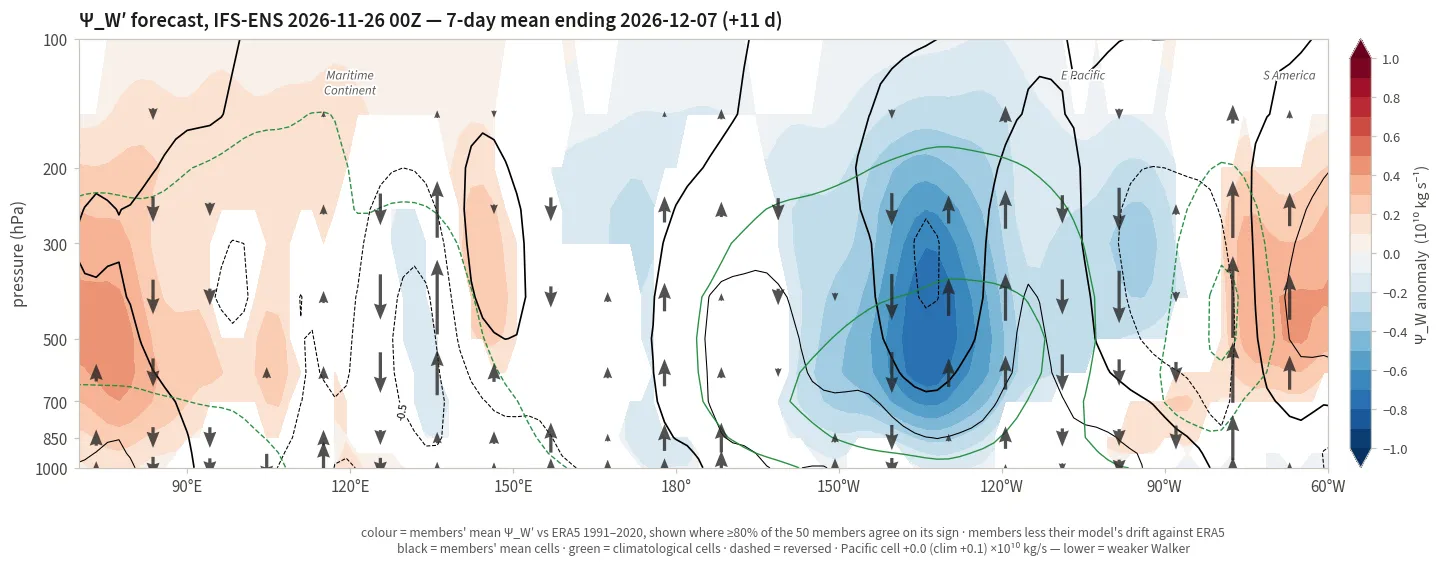 Ψ_W′ forecast, IFS-ENS 2026-11-26 00Z — 7-day mean ending 2026-12-07 (+11 d)
100
200
300
400
500
700
850
1000
pressure (hPa)
Maritime
Continent
E Pacific
S America
-0.5
90°E
120°E
150°E
180°
150°W
120°W
90°W
60°W
1.0
0.8
0.6
0.4
0.2
0.0
−0.2
−0.4
−0.6
−0.8
−1.0
Ψ_W anomaly (10¹⁰ kg s⁻¹)
colour = members' mean Ψ_W′ vs ERA5 1991–2020, shown where ≥80% of the 50 members agree on its sign · members less their model's drift against ERA5
black = members' mean cells · green = climatological cells · dashed = reversed · Pacific cell +0.0 (clim +0.1) ×10¹⁰ kg/s — lower = weaker Walker